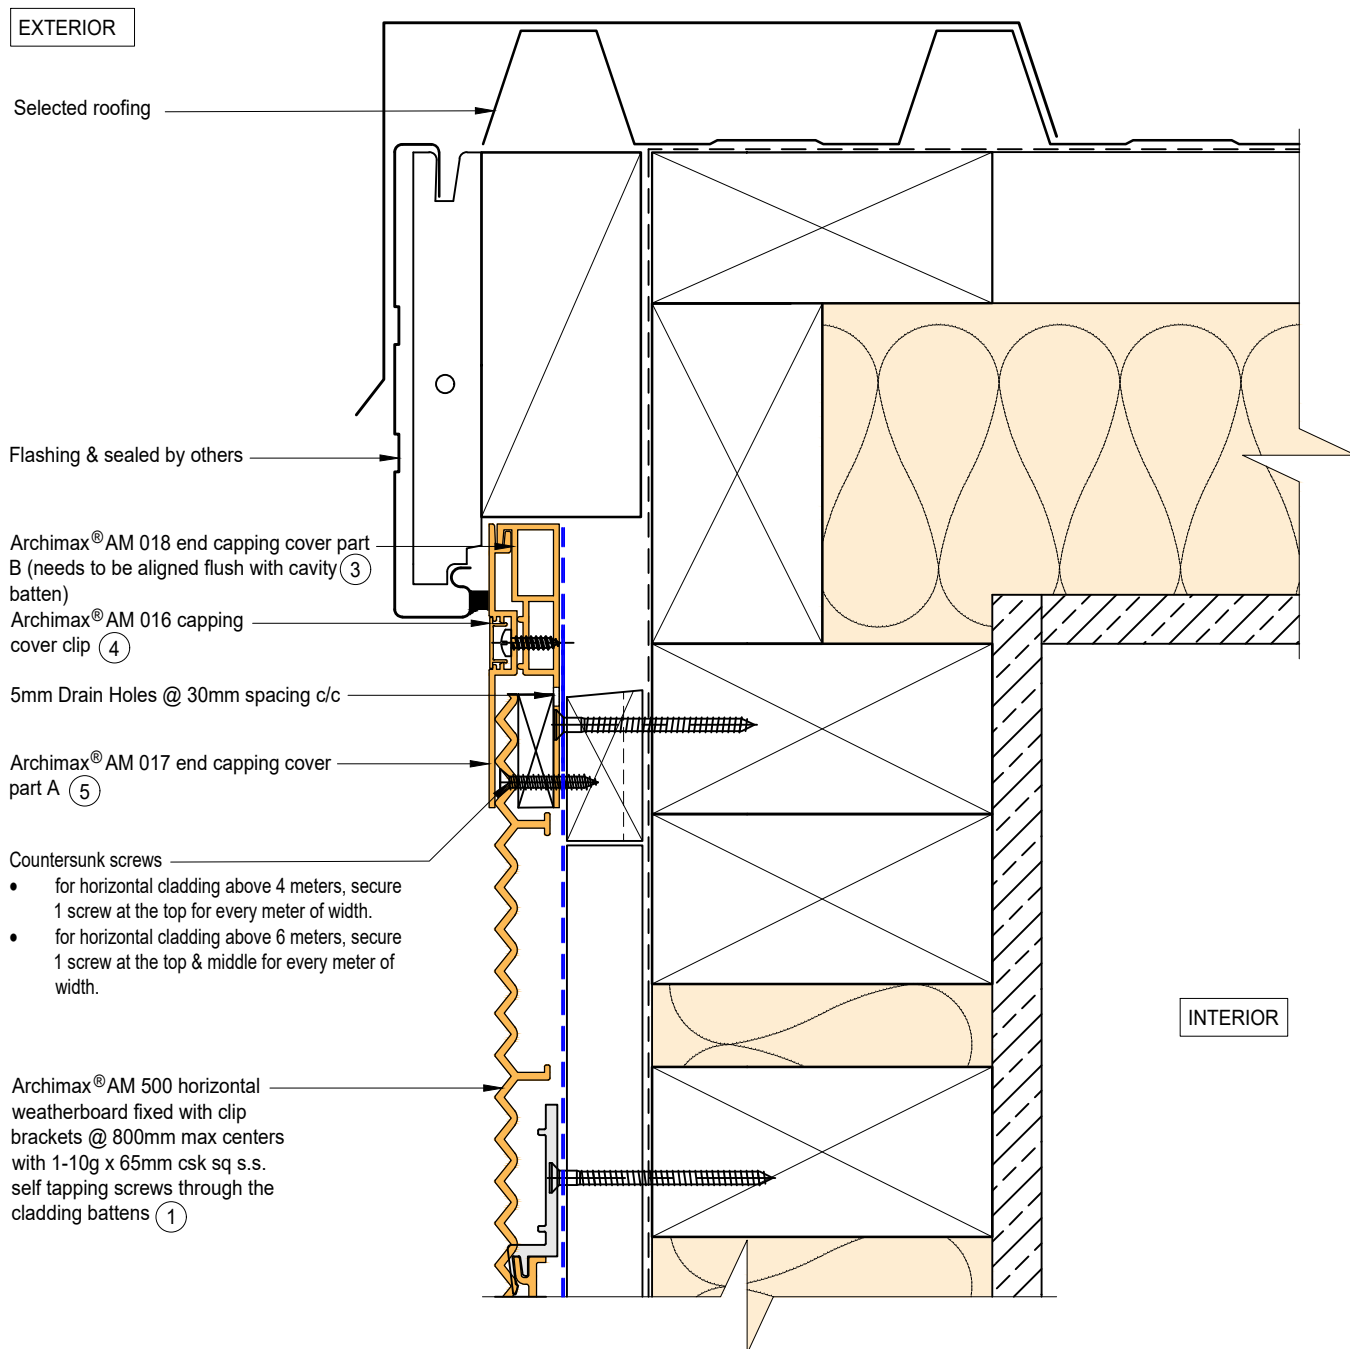 EXTERIOR
Selected roofing
Flashing & sealed by others
Archimax® AM 018 end capping cover part
B (needs to be aligned flush with cavity 3
batten)
Archimax® AM 016 capping
cover clip 4
5mm Drain Holes @ 30mm spacing c/c
Archimax® AM 017 end capping cover
part A 5
Countersunk screws
• for horizontal cladding above 4 meters, secure
1 screw at the top for every meter of width.
• for horizontal cladding above 6 meters, secure
1 screw at the top & middle for every meter of
width.
INTERIOR
Archimax® AM 500 horizontal
weatherboard fixed with clip
brackets @ 800mm max centers
with 1-10g x 65mm csk sq s.s.
self tapping screws through the
cladding battens 1